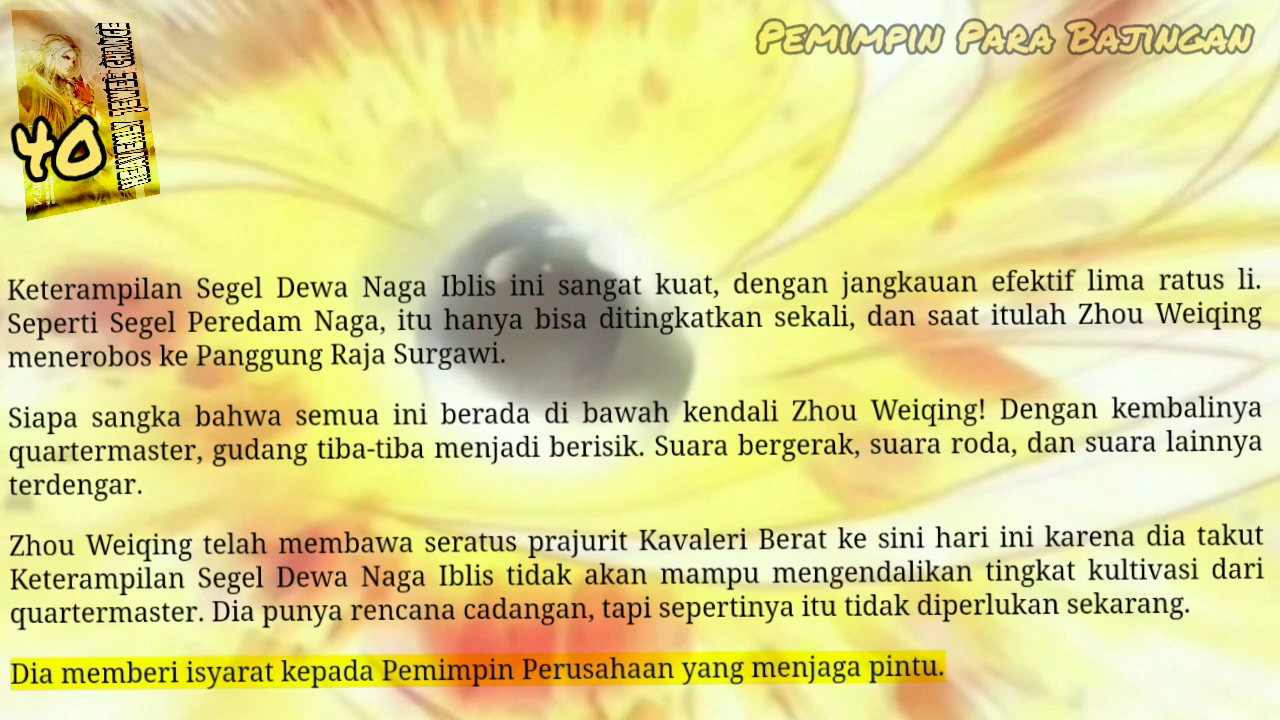 Pemimpin Para Bajingan
40
Keterampilan Segel Dewa Naga Iblis ini sangat kuat, dengan jangkauan efektif lima ratus li.
Seperti Segel Peredam Naga, itu hanya bisa ditingkatkan sekali, dan saat itulah Zhou Weiqing
menerobos ke Panggung Raja Surgawi.
Siapa sangka bahwa semua ini berada di bawah kendali Zhou Weiqing! Dengan kembalinya
quartermaster, gudang tiba-tiba menjadi berisik. Suara bergerak, suara roda, dan suara lainnya
terdengar.
Zhou Weiqing telah membawa seratus prajurit Kavaleri Berat ke sini hari ini karena dia takut
Keterampilan Segel Dewa Naga Iblis tidak akan mampu mengendalikan tingkat kultivasi dari
quartermaster. Dia punya rencana cadangan, tapi sepertinya itu tidak diperlukan sekarang.
Dia memberi isyarat kepada Pemimpin Perusahaan yang menjaga pintu.